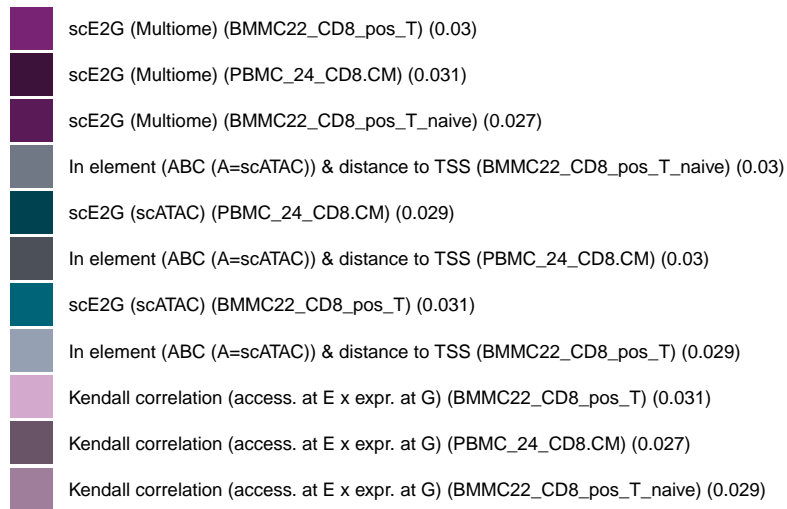 scE2G (Multiome) (BMMC22_CD8_pos_T) (0.03)
scE2G (Multiome) (PBMC_24_CD8.CM) (0.031)
scE2G (Multiome) (BMMC22_CD8_pos_T_naive) (0.027)
In element (ABC (A=scATAC)) & distance to TSS (BMMC22_CD8_pos_T_naive) (0.03)
scE2G (scATAC) (PBMC_24_CD8.CM) (0.029)
In element (ABC (A=scATAC)) & distance to TSS (PBMC_24_CD8.CM) (0.03)
scE2G (scATAC) (BMMC22_CD8_pos_T) (0.031)
In element (ABC (A=scATAC)) & distance to TSS (BMMC22_CD8_pos_T) (0.029)
Kendall correlation (access. at E x expr. at G) (BMMC22_CD8_pos_T) (0.031)
Kendall correlation (access. at E x expr. at G) (PBMC_24_CD8.CM) (0.027)
Kendall correlation (access. at E x expr. at G) (BMMC22_CD8_pos_T_naive) (0.029)